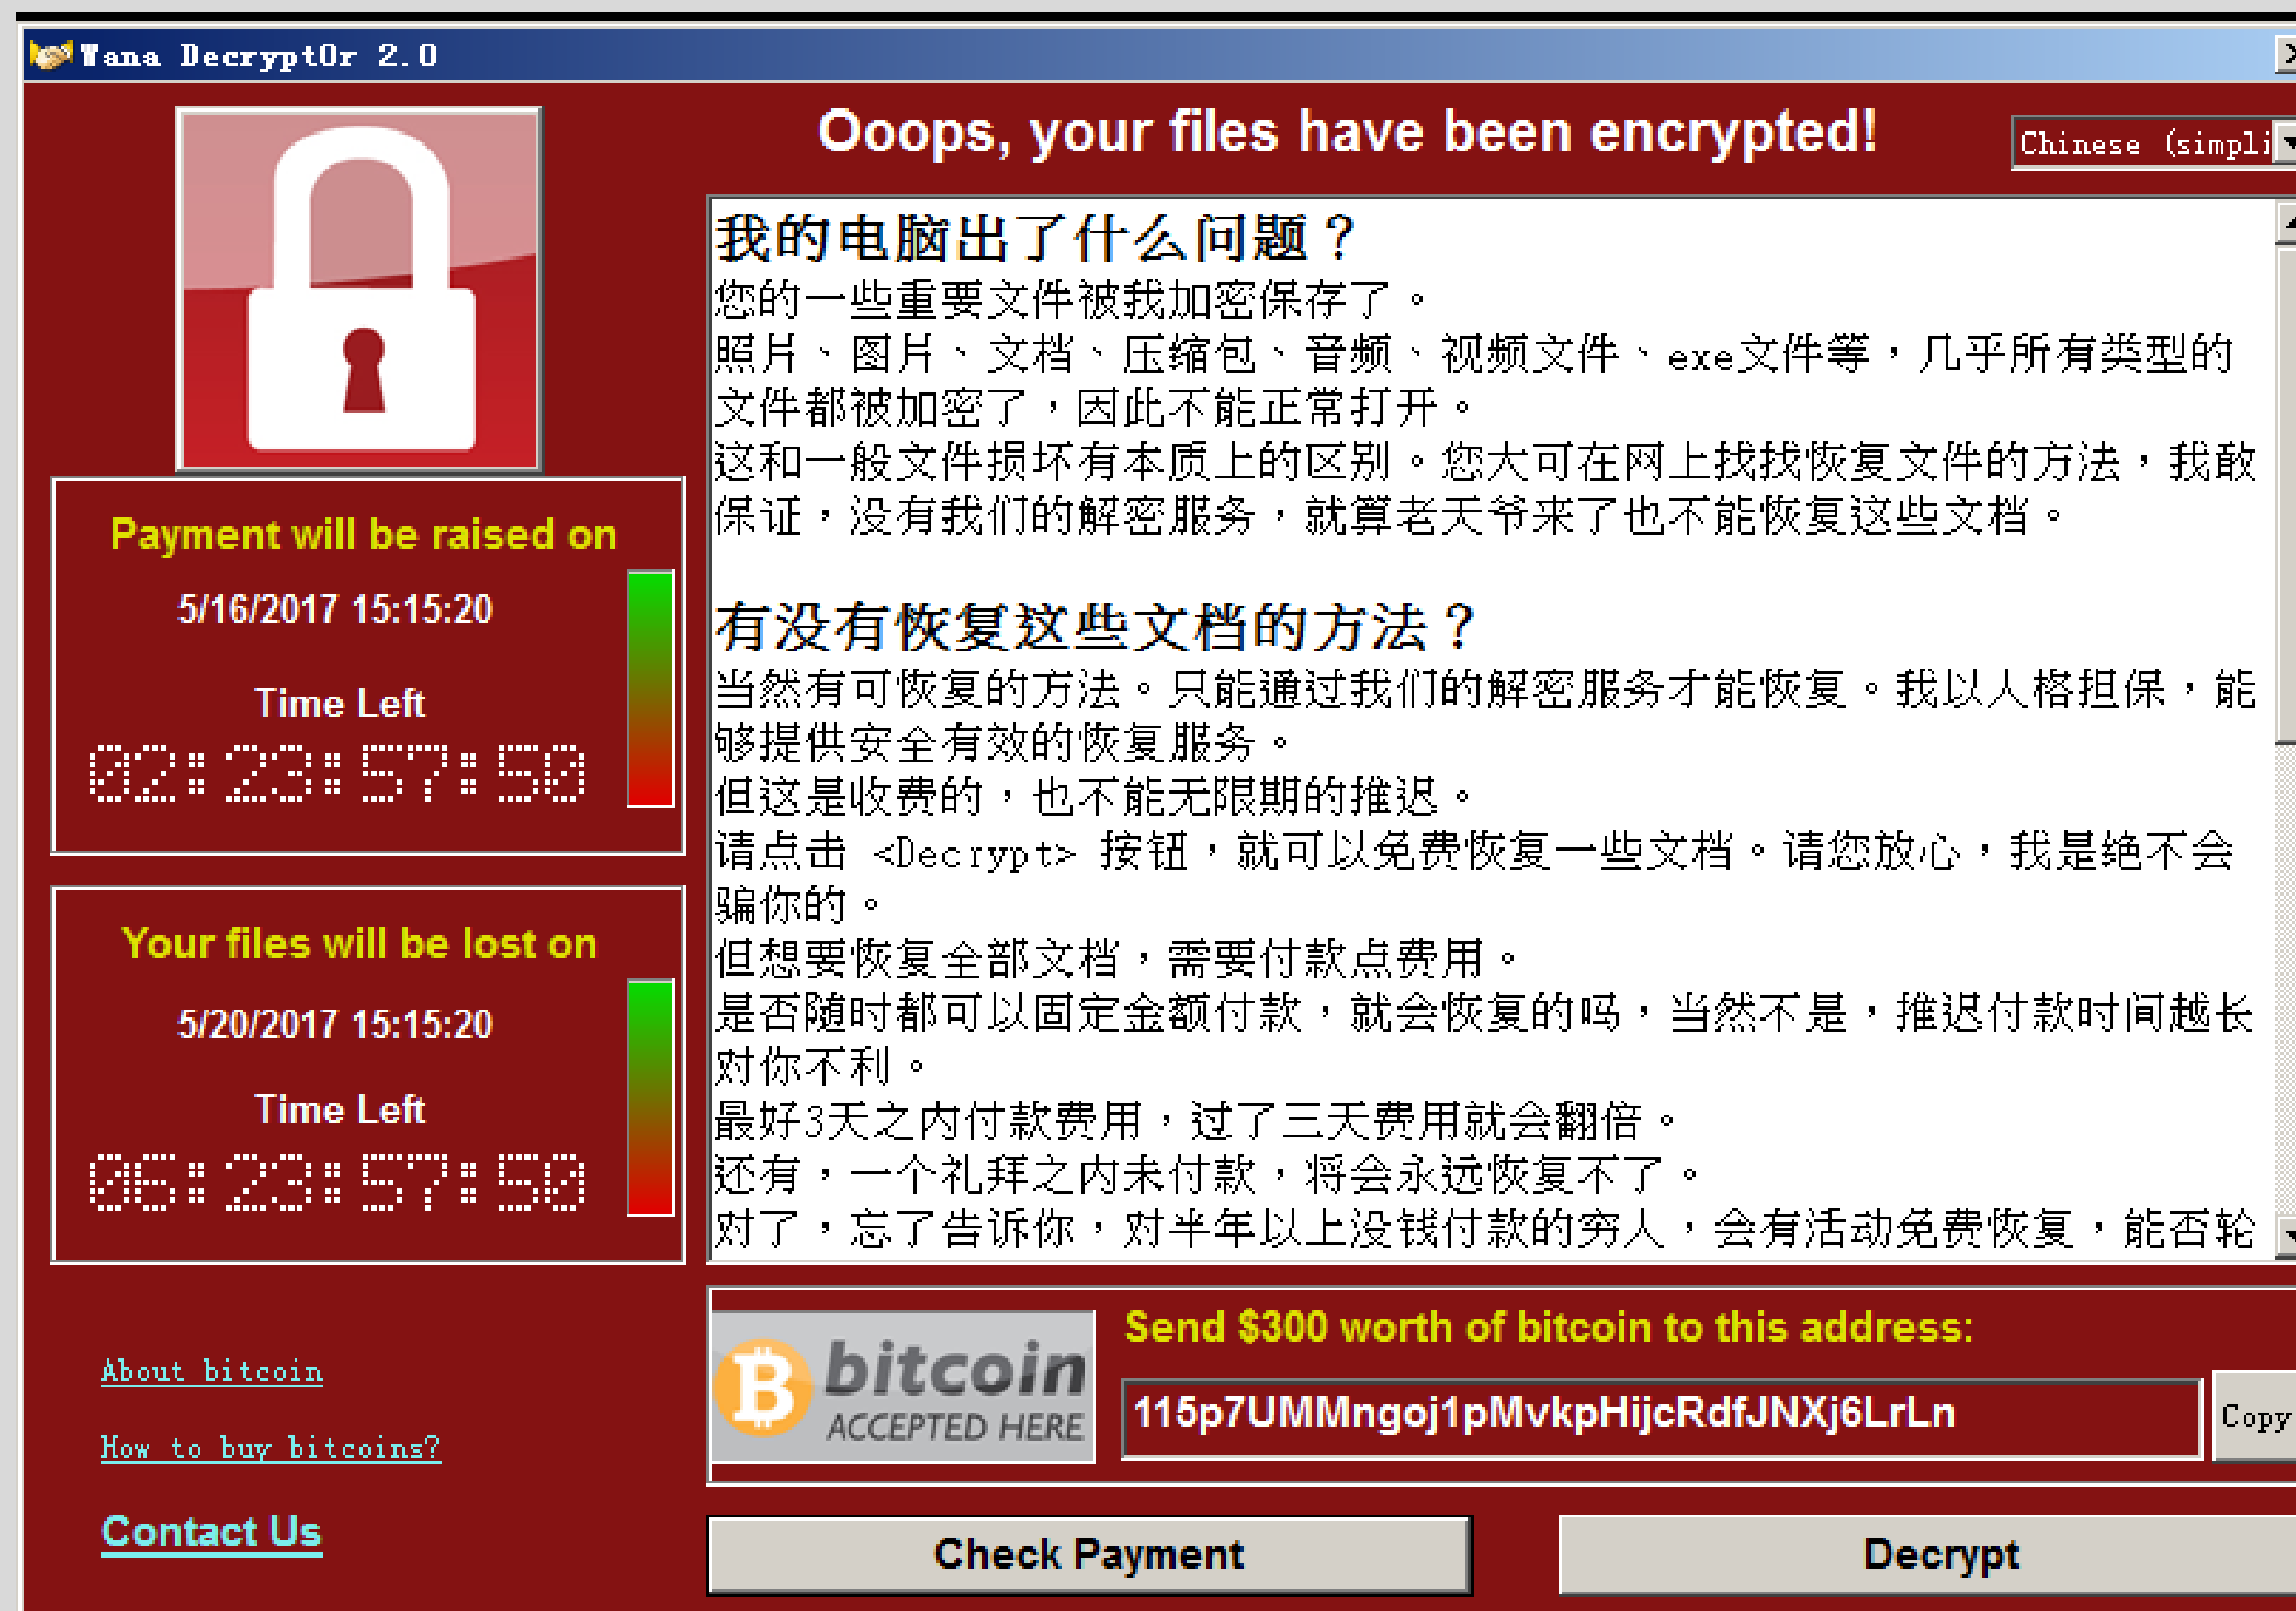 Wana Decrypt0r 2.0
Ooops, your files have been encrypted!
Chinese (simpli
Payment will be raised on
5/16/2017 15:15:20
Time Left
02:23:57:50
Your files will be lost on
5/20/2017 15:15:20
Time Left
06:23:57:50
About bitcoin
How to buy bitcoins?
Contact Us
我的电脑出了什么问题？
您的一些重要文件被我加密保存了。
照片、图片、文档、压缩包、音频、视频文件、exe文件等，几乎所有类型的
文件都被加密了，因此不能正常打开。
这和一般文件损坏有本质上的区别。您大可在网上找找恢复文件的方法，我敢
保证，没有我们的解密服务，就算老天爷来了也不能恢复这些文档。
有没有恢复这些文档的方法？
当然有可恢复的方法。只能通过我们的解密服务才能恢复。我以人格担保，能
够提供安全有效的恢复服务。
但这是收费的，也不能无限期的推迟。
请点击 <Decrypt> 按钮，就可以免费恢复一些文档。请您放心，我是绝不会
骗你的。
但想要恢复全部文档，需要付款点费用。
是否随时都可以固定金额付款，就会恢复的吗，当然不是，推迟付款时间越长
对你不利。
最好3天之内付款费用，过了三天费用就会翻倍。
还有，一个礼拜之内未付款，将会永远恢复不了。
对了，忘了告诉你，对半年以上没钱付款的穷人，会有活动免费恢复，能否轮
bitcoin
ACCEPTED HERE
Send $300 worth of bitcoin to this address:
115p7UMMngoj1pMvkpHijcRdfJNXj6LrLn
Copy
Check Payment
Decrypt